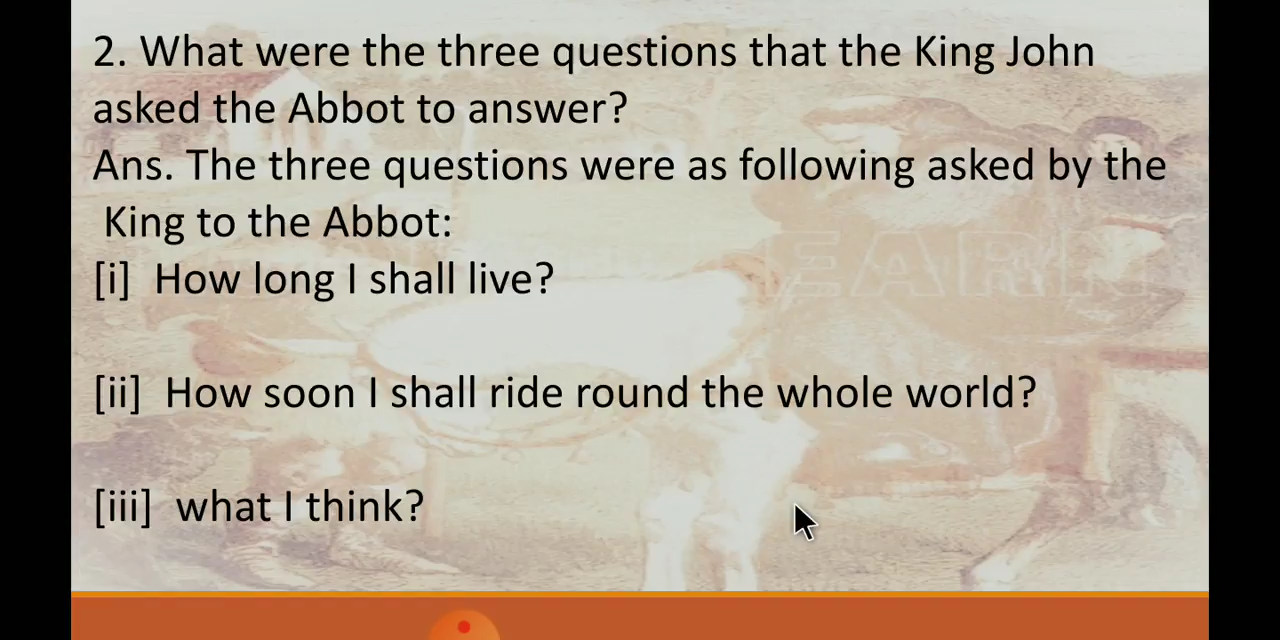 2. What were the three questions that the King John
asked the Abbot to answer?
Ans. The three questions were as following asked by the
King to the Abbot:
[i] How long I shall live?
[ii] How soon I shall ride round the whole world?
[iii] what I think?